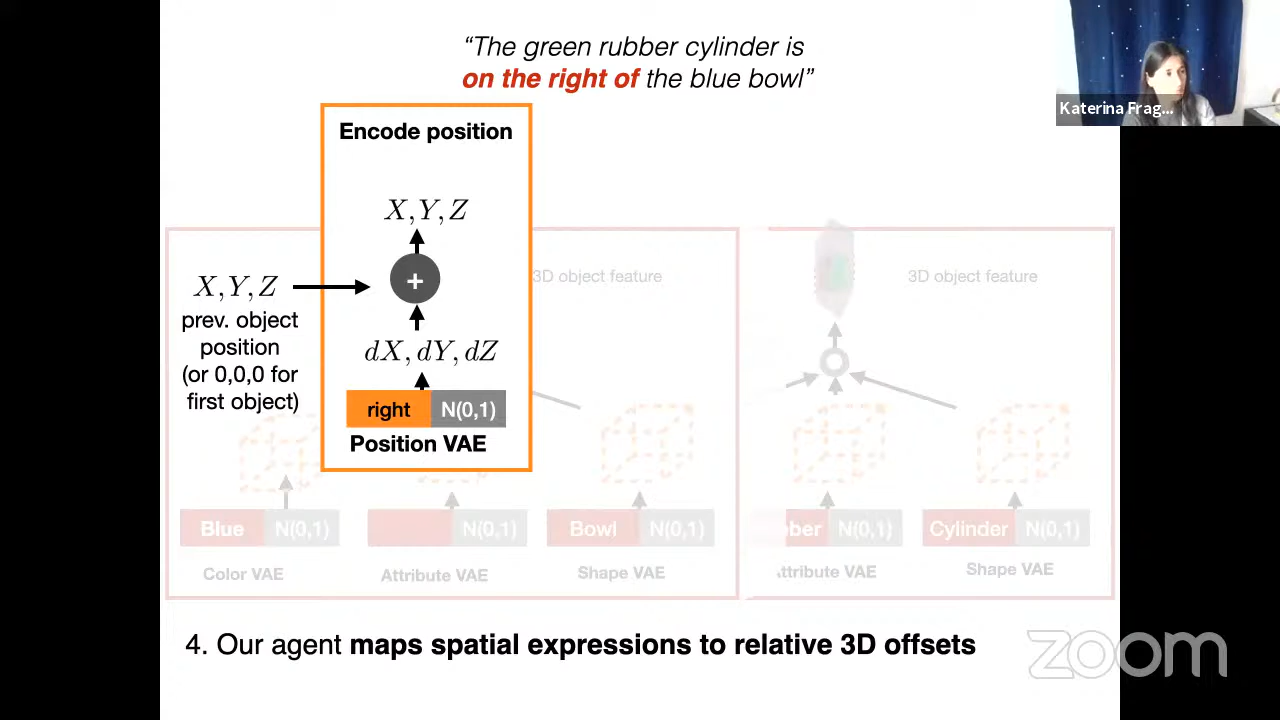 “The green rubber cylinder is
on the right of the blue bowl”
Katerina Frag...
Encode position
X, Y, Z
+
X, Y, Z
prev. object
position
(or 0,0,0 for
first object)
dX, dY, dZ
right N(0,1)
Position VAE
3D object feature
3D object feature
Blue N(0,1)
N(0,1)
Bowl N(0,1)
ber N(0,1)
Cylinder N(0,1)
Color VAE
Attribute VAE
Shape VAE
ttribute VAE
Shape VAE
4. Our agent maps spatial expressions to relative 3D offsets
zoom